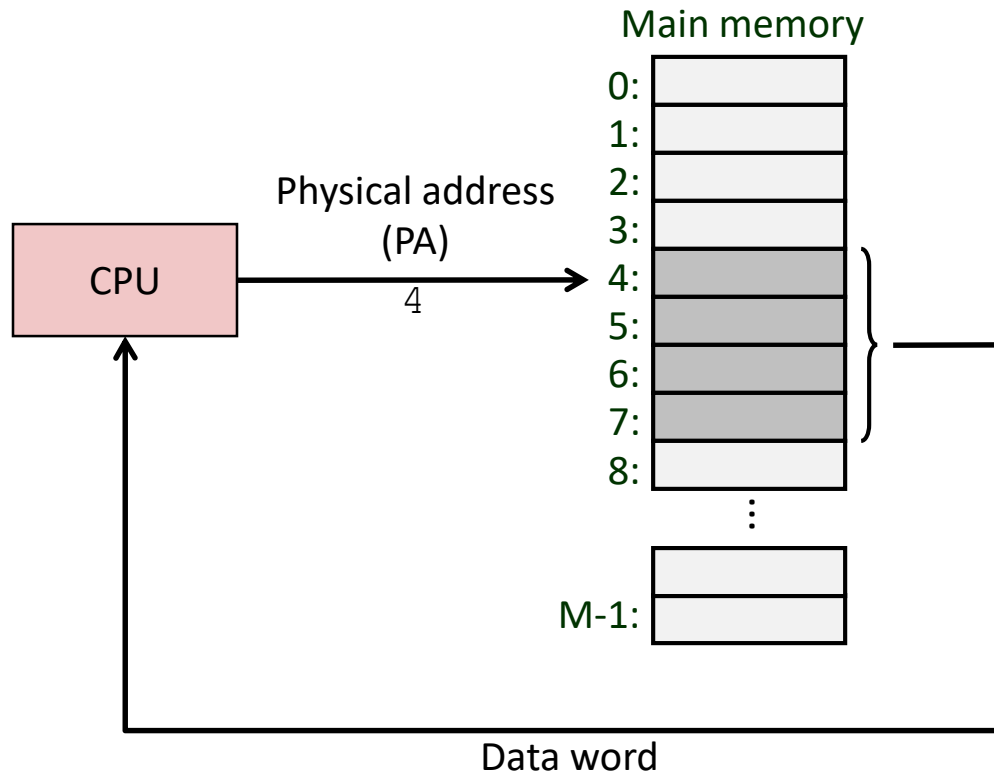 Main memory
0:
1:
2:
Physical address
(PA)
3:
CPU
4
4:
5:
6:
7:
8:
⋮
M-1:
Data word